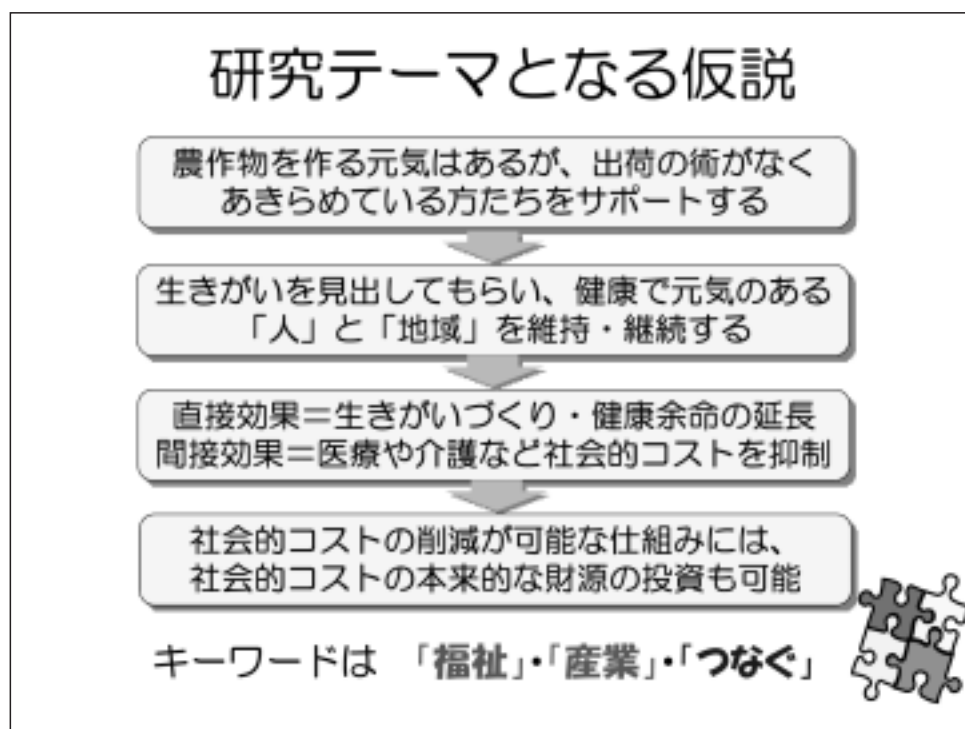 研究テーマとなる仮説
農作物を作る元気はあるが、出荷の術がなく
あきらめている方たちをサポートする
生きがいを見出してもらい、健康で元気のある
「人」と「地域」を維持・継続する
直接効果＝生きがいづくり・健康余命の延長
間接効果＝医療や介護など社会的コストを抑制
社会的コストの削減が可能な仕組みには、
社会的コストの本来的な財源の投資も可能
キーワードは 「福祉」・「産業」・「つなぐ」